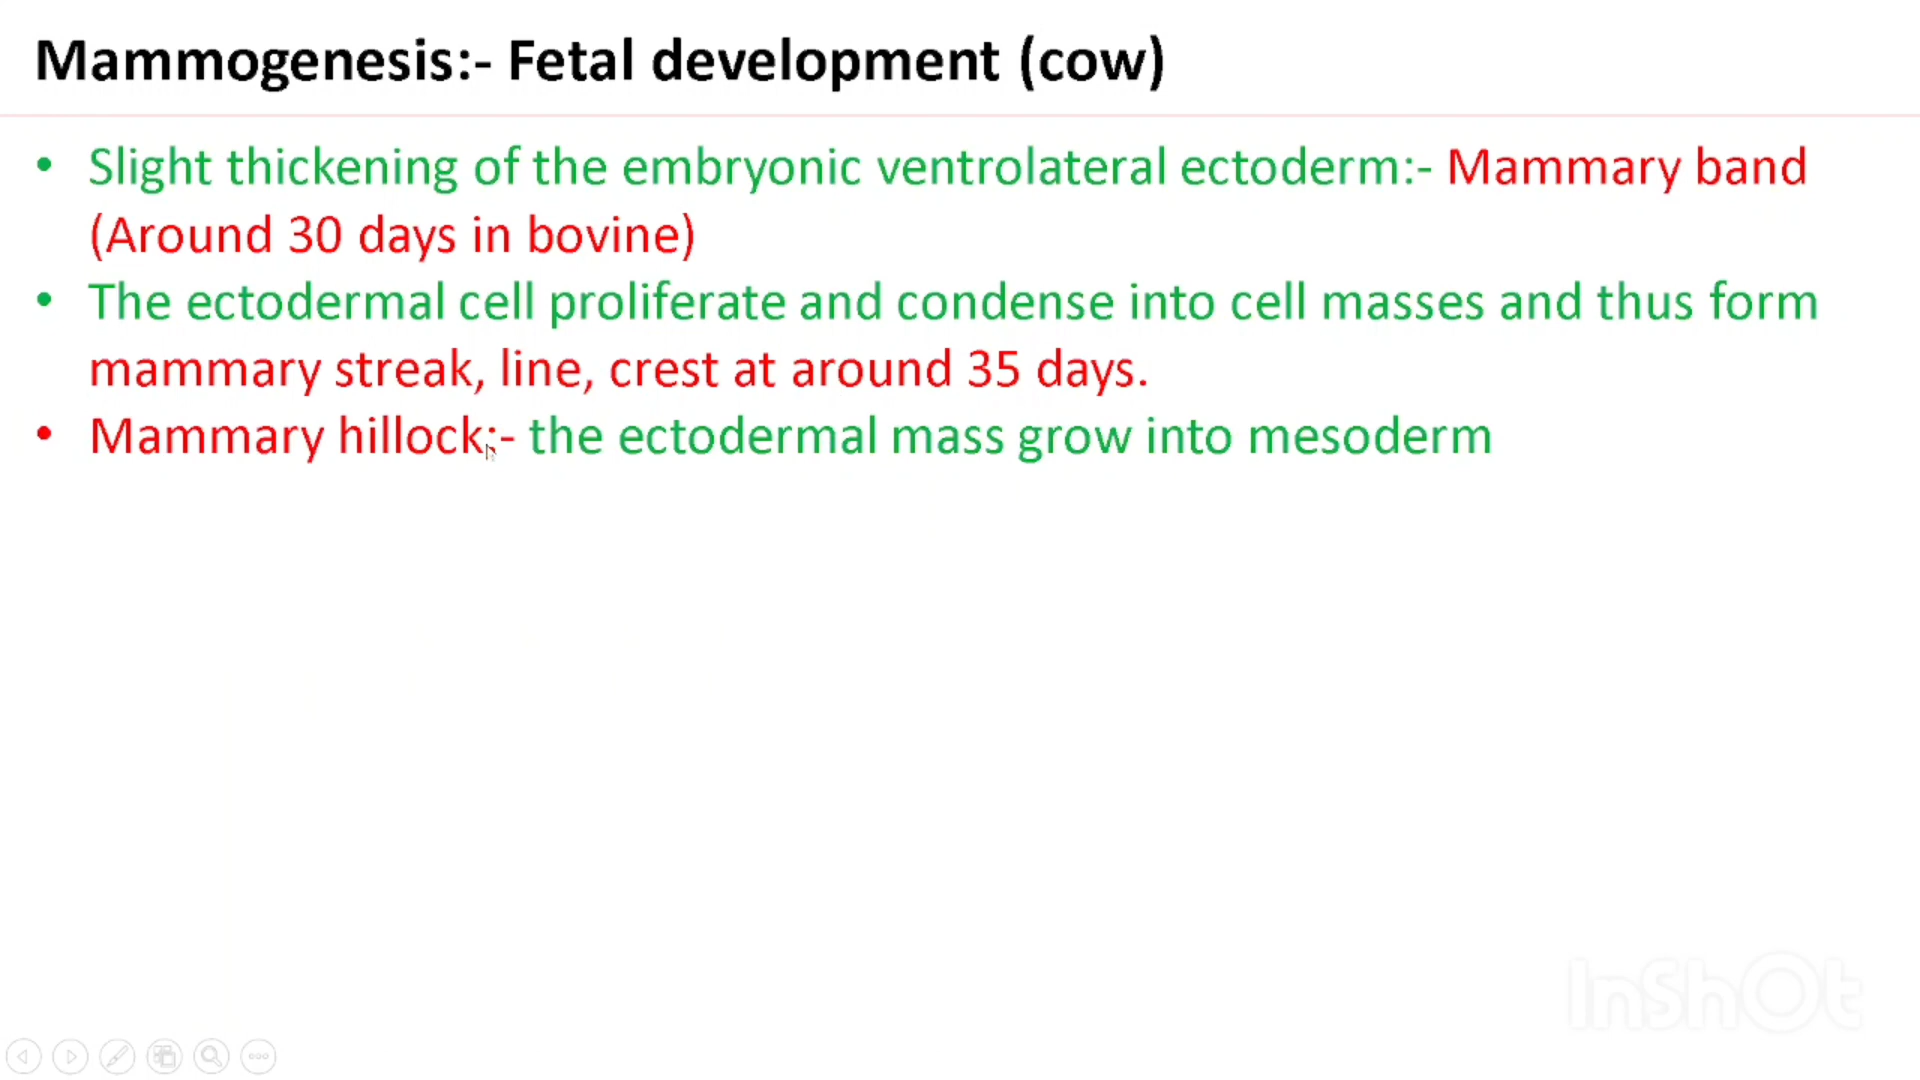 Mammogenesis:- Fetal development (cow)
• Slight thickening of the embryonic ventrolateral ectoderm:- Mammary band
(Around 30 days in bovine)
• The ectodermal cell proliferate and condense into cell masses and thus form
mammary streak, line, crest at around 35 days.
• Mammary hillock:- the ectodermal mass grow into mesoderm
InShOt